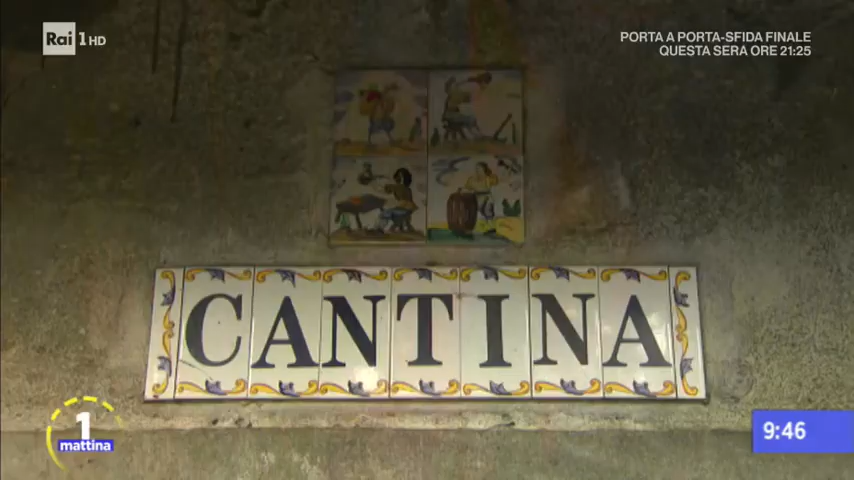 Rai 1 HD
PORTA A PORTA-SFIDA FINALE
QUESTA SERA ORE 21:25
CANTINA
1
mattina
9:46